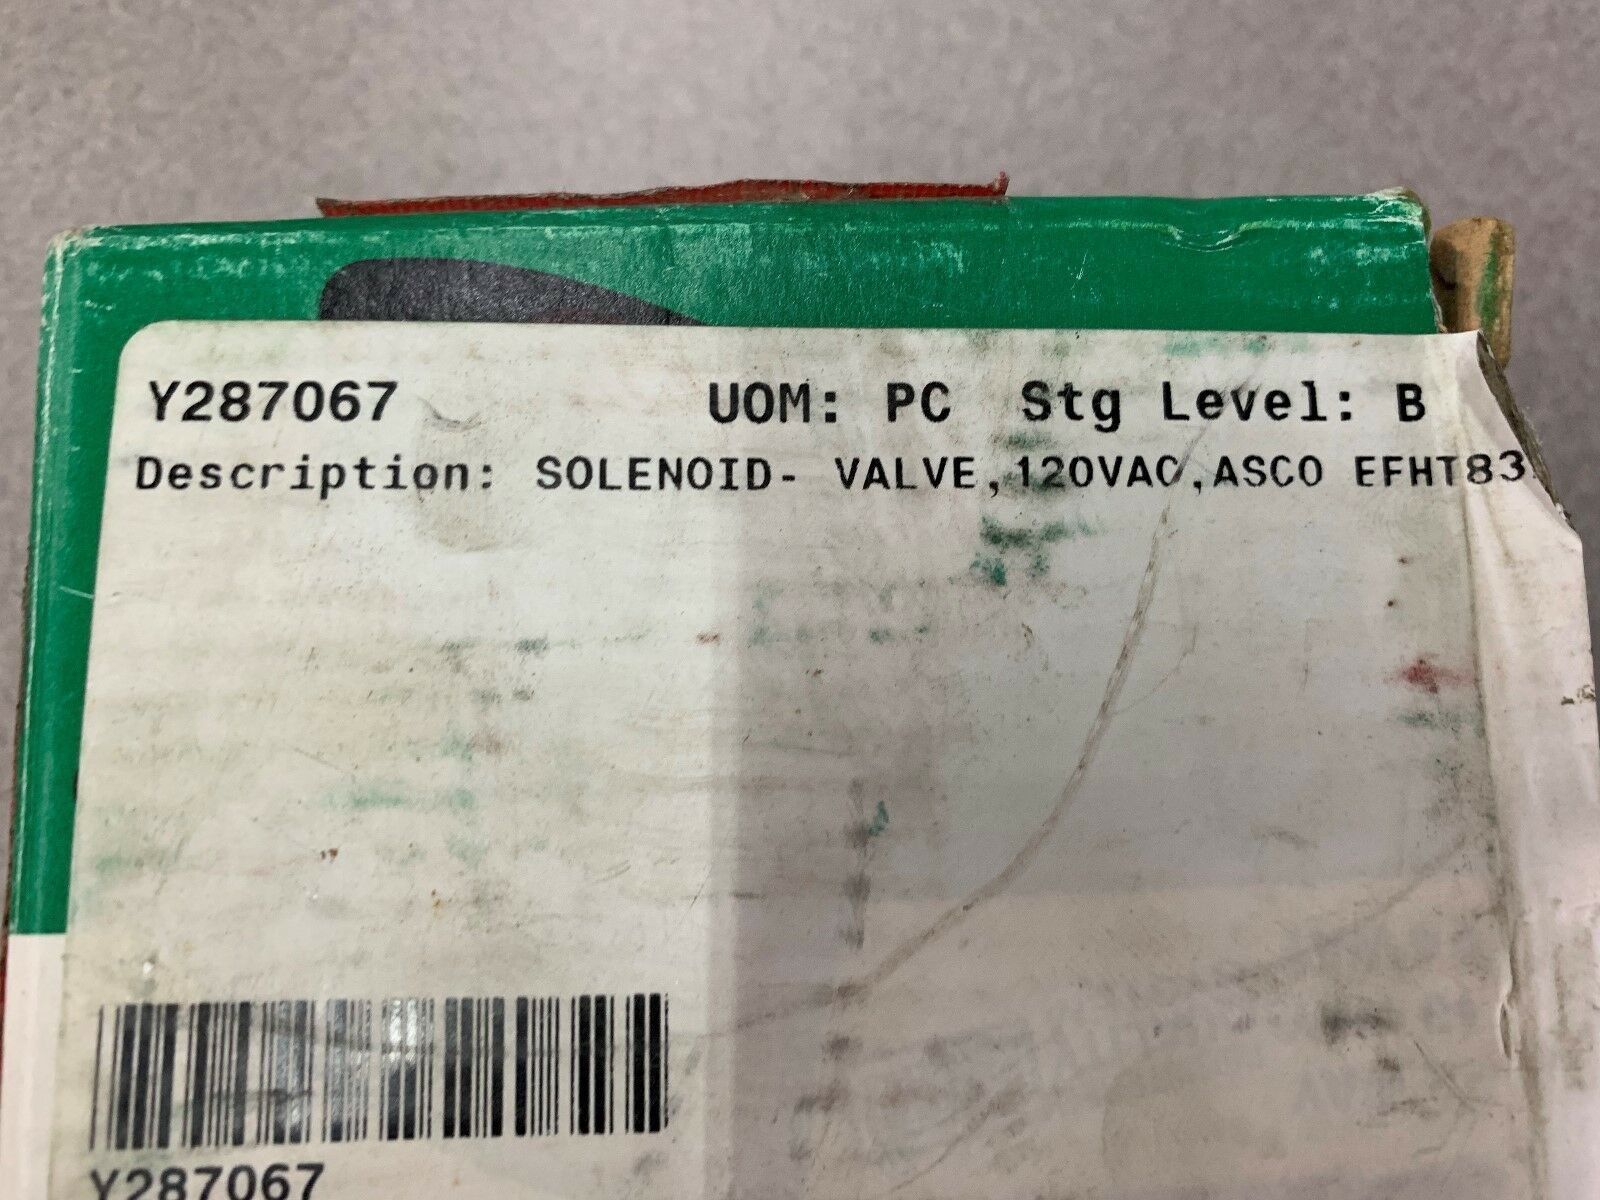 Y287067 UOM: PC Stg Level: B
Description: SOLENOID- VALVE,120VAC,ASCO EFHT83
Y287067